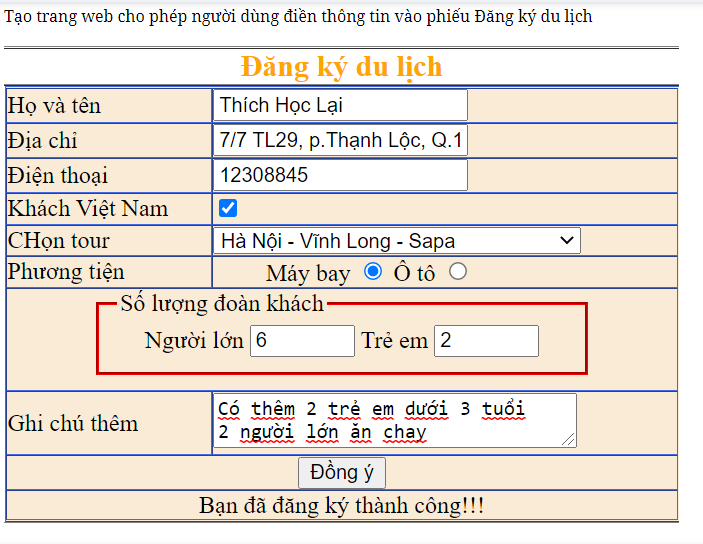 Tạo trang web cho phép người dùng điền thông tin vào phiếu Đăng ký du lịch
Đăng ký du lịch
Họ và tên Thích Học Lại
Địa chỉ 7/7 TL29, p.Thạnh Lộc, Q.1
Điện thoại 12308845
Khách Việt Nam
CHọn tour Hà Nội - Vĩnh Long - Sapa
Phương tiện Máy bay Ô tô
Số lượng đoàn khách
Người lớn 6 Trẻ em 2
Ghi chú thêm Có thêm 2 trẻ em dưới 3 tuổi
2 người lớn ăn chay
Đồng ý
Bạn đã đăng ký thành công!!!